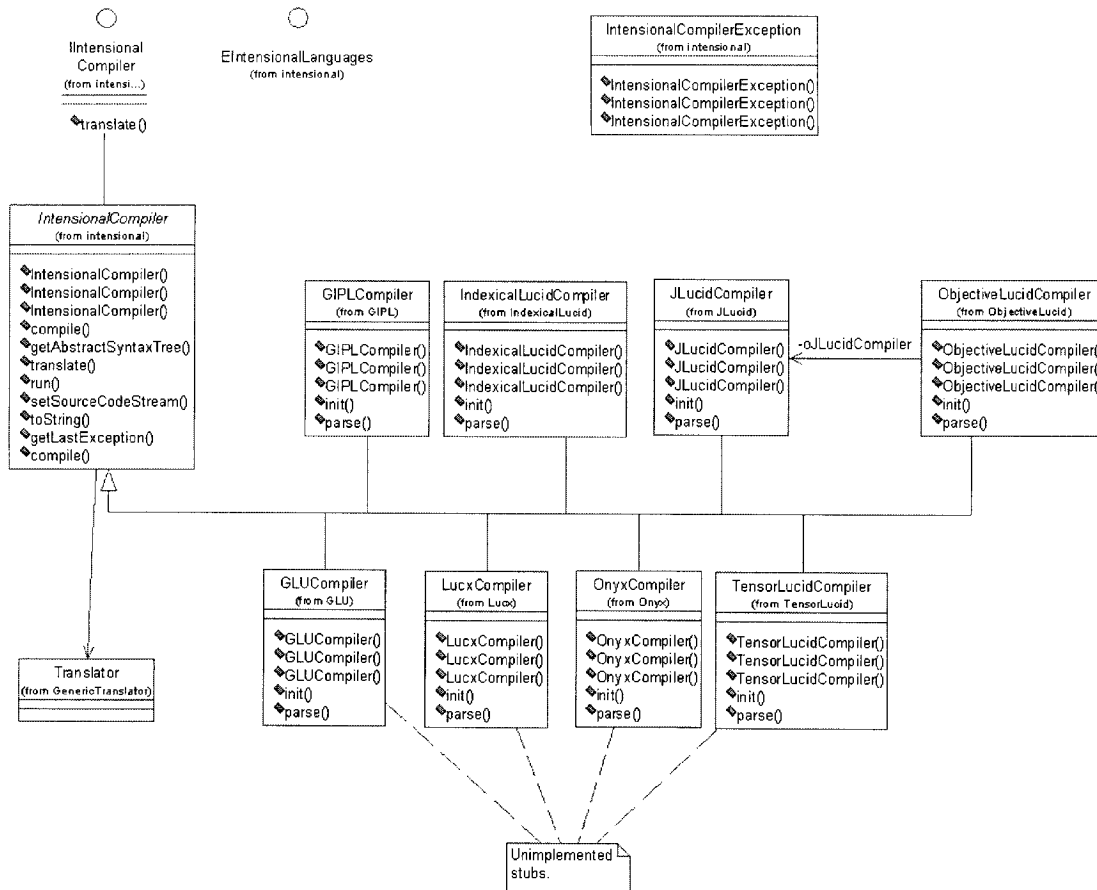 IIntensional
Compiler
(from intensi...)
translate()
EIntensionalLanguages
(from intensional)
IntensionalCompilerException
(from intensional)
IntensionalCompilerException()
IntensionalCompilerException()
IntensionalCompilerException()
IntensionalCompiler
(from intensional)
IntensionalCompiler()
IntensionalCompiler()
IntensionalCompiler()
compile()
getAbstractSyntaxTree()
translate()
run()
setSourceCodeStream()
toString()
getLastException()
compile()
GIPLCompiler
(from GIPL)
GIPLCompiler()
GIPLCompiler()
GIPLCompiler()
init()
parse()
IndexicalLucidCompiler
(from IndexicalLucid)
IndexicalLucidCompiler()
IndexicalLucidCompiler()
IndexicalLucidCompiler()
init()
parse()
JLucidCompiler
(from JLucid)
JLucidCompiler()
JLucidCompiler()
JLucidCompiler()
init()
parse()
-oJLucidCompiler
ObjectiveLucidCompiler
(from ObjectiveLucid)
ObjectiveLucidCompiler()
ObjectiveLucidCompiler()
ObjectiveLucidCompiler()
init()
parse()
GLUCompiler
(from GLU)
GLUCompiler()
GLUCompiler()
GLUCompiler()
init()
parse()
LucxCompiler
(from Lucx)
LucxCompiler()
LucxCompiler()
LucxCompiler()
init()
parse()
OnyxCompiler
(from Onyx)
OnyxCompiler()
OnyxCompiler()
OnyxCompiler()
init()
parse()
TensorLucidCompiler
(from TensorLucid)
TensorLucidCompiler()
TensorLucidCompiler()
TensorLucidCompiler()
init()
parse()
Translator
(from GenericTranslator)
Unimplemented
stubs.